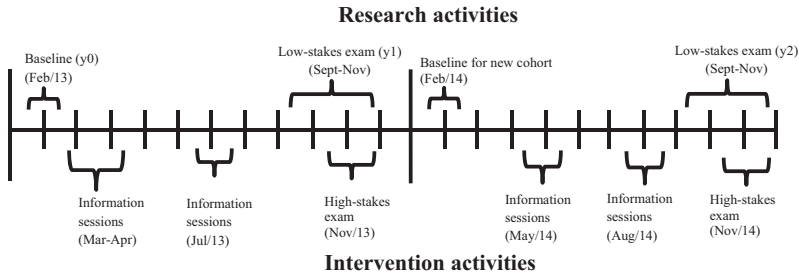 Research activities
Baseline (y0)
(Feb/13)
Low-stakes exam (y1)
(Sept-Nov)
Baseline for new cohort
(Feb/14)
Low-stakes exam (y2)
(Sept-Nov)
Information
sessions
(Mar-Apr)
Information
sessions
(Jul/13)
High-stakes
exam
(Nov/13)
Information
sessions
(May/14)
Information
sessions
(Aug/14)
High-stakes
exam
(Nov/14)
Intervention activities